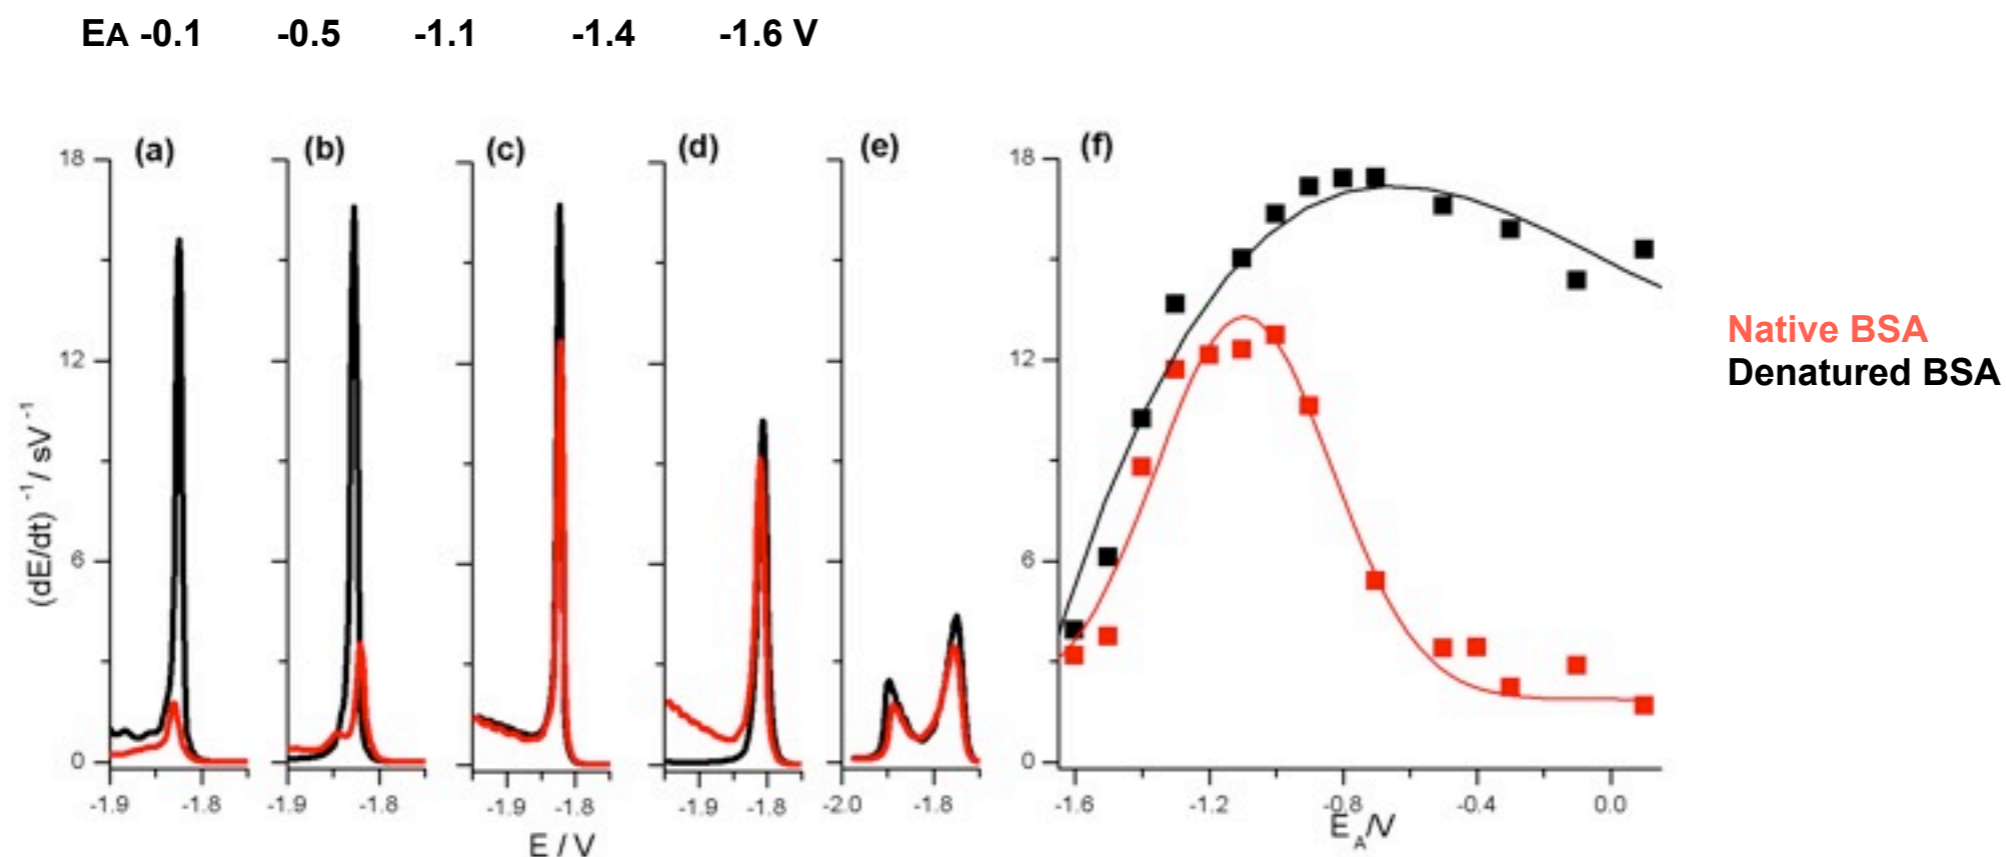 EA -0.1 -0.5 -1.1 -1.4 -1.6 V
(a) (b) (c) (d) (e) (f)
18 18
12 12
6 6
0 0
(dE/dt) -1 / sV -1
-1.9 -1.8 -1.9 -1.8 -1.9 -1.8 -1.9 -1.8 -2.0 -1.8 -1.6 -1.2 -0.8 -0.4 0.0
E / V
EA/V
Native BSA
Denatured BSA